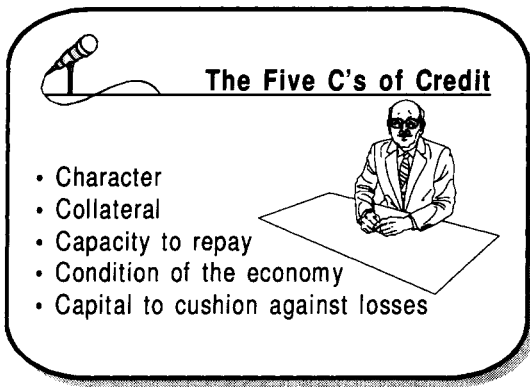 The Five C's of Credit
• Character
• Collateral
• Capacity to repay
• Condition of the economy
• Capital to cushion against losses